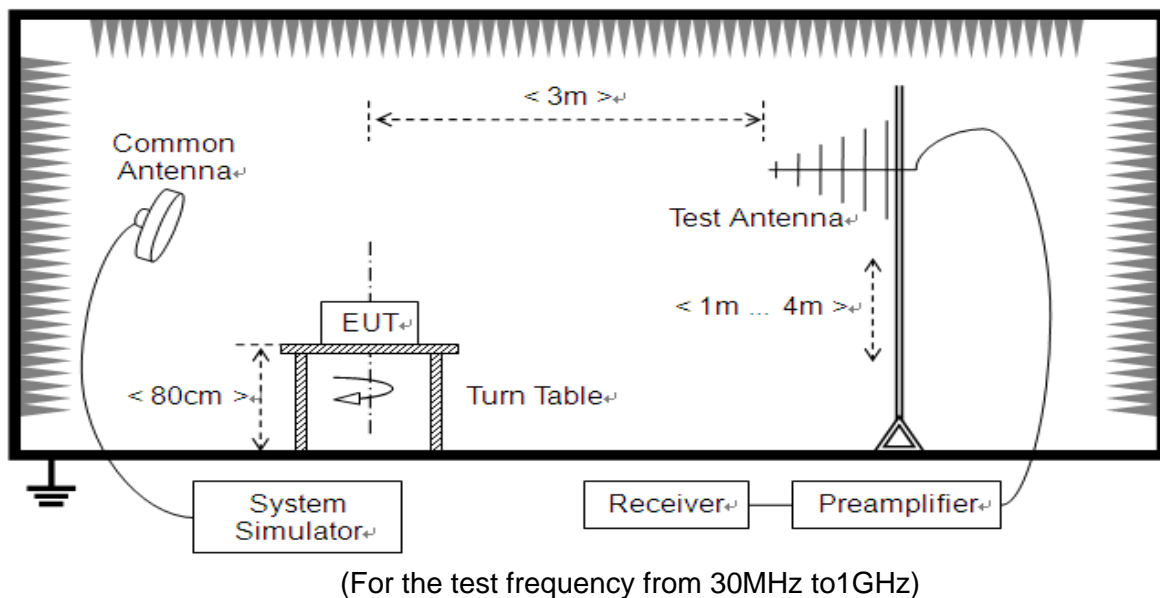 < 3m >↵
Common
Antenna↵
Test Antenna↵
< 1m ... 4m >↵
EUT↵
< 80cm >↵
Turn Table↵
System
Simulator↵
Receiver↵
Preamplifier↵
(For the test frequency from 30MHz to1GHz)